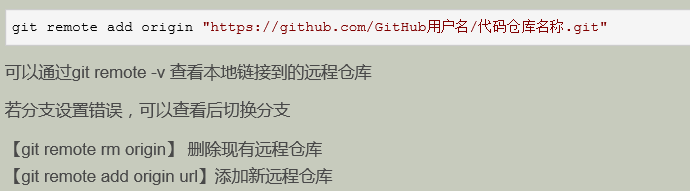 git remote add origin "https://github.com/GitHub用户名/代码仓库名称.git"
可以通过git remote -v 查看本地链接到的远程仓库
若分支设置错误，可以查看后切换分支
【git remote rm origin】 删除现有远程仓库
【git remote add origin url】添加新远程仓库